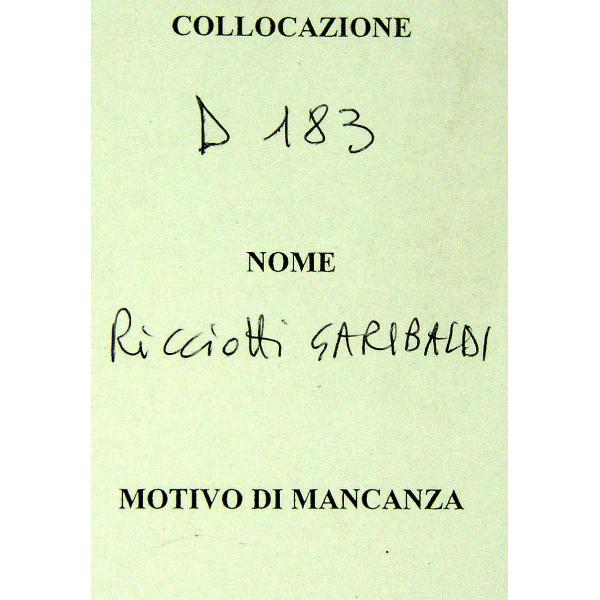 COLLOCAZIONE
D 183
NOME
Ricciotti GARIBALDI
MOTIVO DI MANCANZA